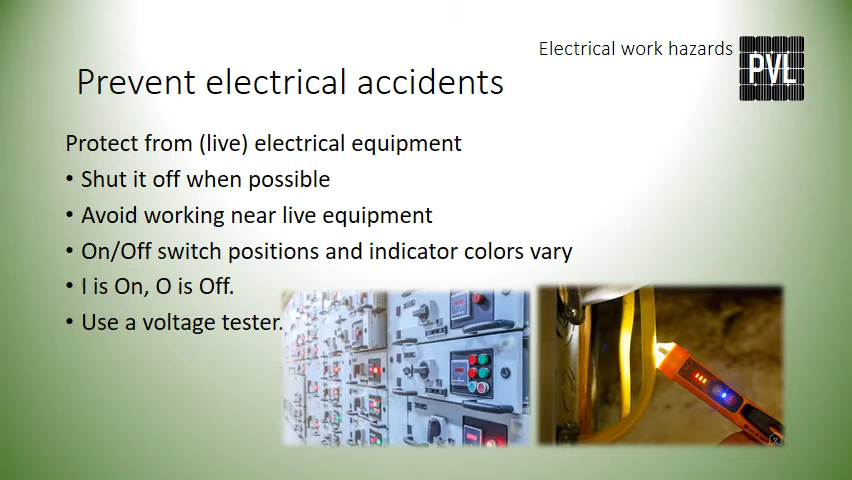 Electrical work hazards
PVL
Prevent electrical accidents
Protect from (live) electrical equipment
• Shut it off when possible
• Avoid working near live equipment
• On/Off switch positions and indicator colors vary
• I is On, O is Off.
• Use a voltage tester.